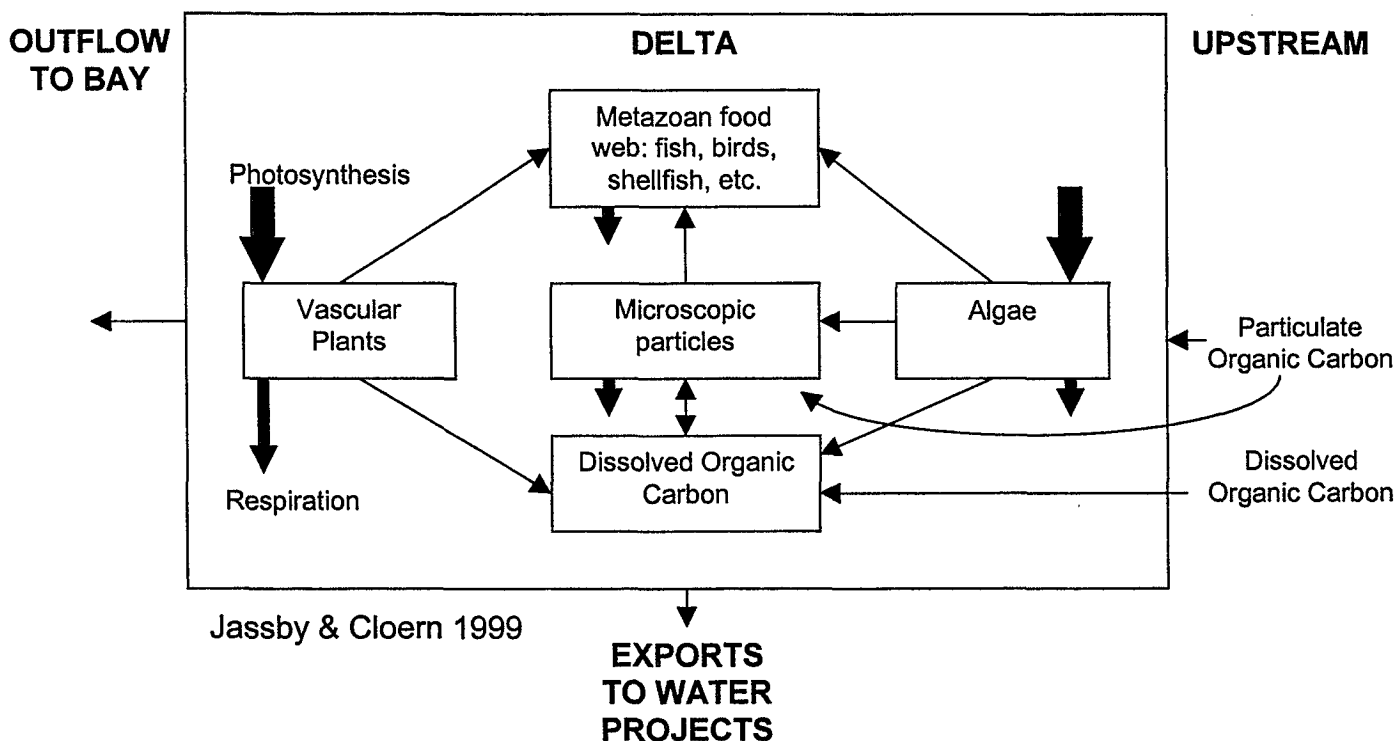 OUTFLOW
TO BAY
DELTA
UPSTREAM
Metazoan food
web: fish, birds,
shellfish, etc.
Photosynthesis
Vascular
Plants
Microscopic
particles
Algae
Particulate
Organic Carbon
Dissolved Organic
Carbon
Dissolved
Organic Carbon
Respiration
Jassby & Cloern 1999
EXPORTS
TO WATER
PROJECTS